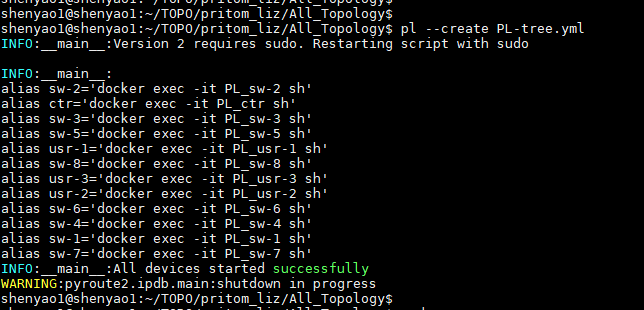 shenyao1@shenyao1:~/TOPO/pritom_liz/All_Topology$
shenyao1@shenyao1:~/TOPO/pritom_liz/All_Topology$
shenyao1@shenyao1:~/TOPO/pritom_liz/All_Topology$ pl --create PL-tree.yml
INFO:__main__:Version 2 requires sudo. Restarting script with sudo
INFO:__main__:
alias sw-2='docker exec -it PL_sw-2 sh'
alias ctr='docker exec -it PL_ctr sh'
alias sw-3='docker exec -it PL_sw-3 sh'
alias sw-5='docker exec -it PL_sw-5 sh'
alias usr-1='docker exec -it PL_usr-1 sh'
alias sw-8='docker exec -it PL_sw-8 sh'
alias usr-3='docker exec -it PL_usr-3 sh'
alias usr-2='docker exec -it PL_usr-2 sh'
alias sw-6='docker exec -it PL_sw-6 sh'
alias sw-4='docker exec -it PL_sw-4 sh'
alias sw-1='docker exec -it PL_sw-1 sh'
alias sw-7='docker exec -it PL_sw-7 sh'
INFO:__main__:All devices started successfully
WARNING:pyroute2.ipdb.main:shutdown in progress
shenyao1@shenyao1:~/TOPO/pritom_liz/All_Topology$